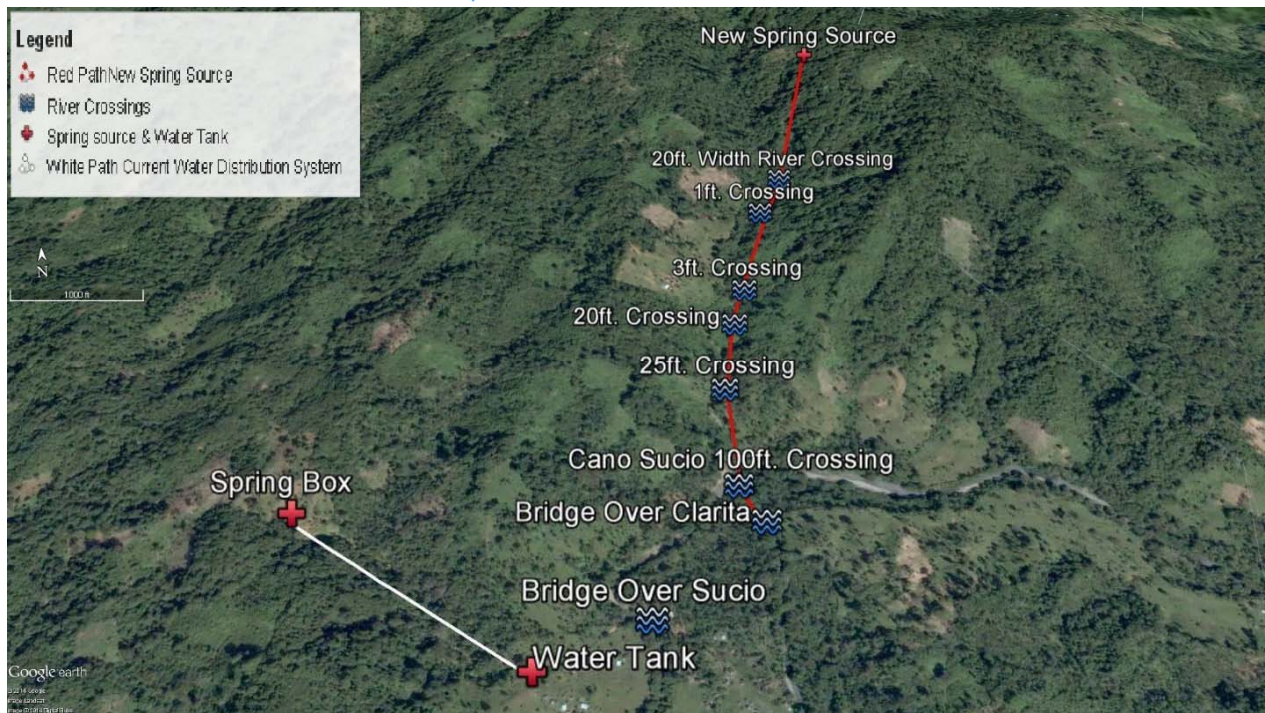 Legend
Red PathNew Spring Source
River Crossings
Spring source & Water Tank
White Path Current Water Distribution System
N
1000 ft
New Spring Source
20ft. Width River Crossing
1ft. Crossing
3ft. Crossing
20ft. Crossing
25ft. Crossing
Cano Sucio 100ft. Crossing
Spring Box
Bridge Over Clarita
Bridge Over Sucio
Water Tank
Google earth